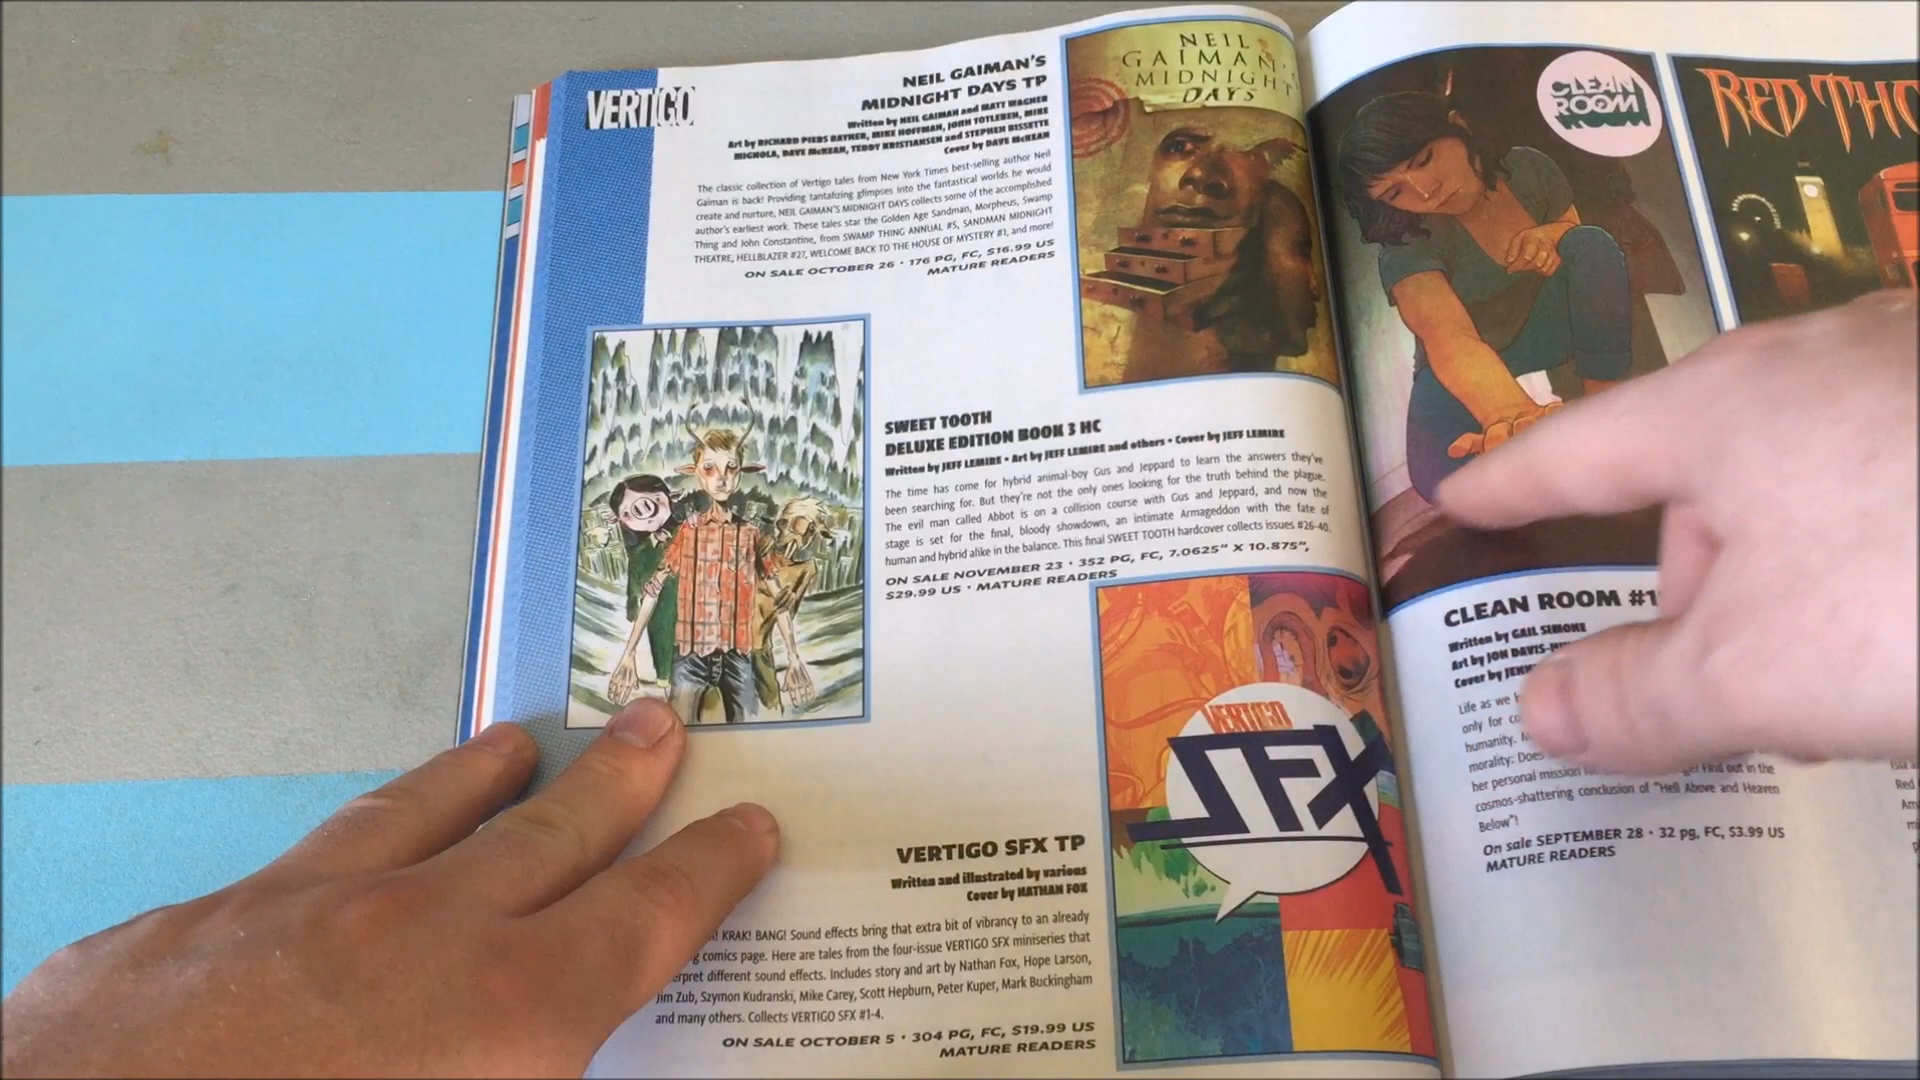 VERTIGO
NEIL GAIMAN'S
MIDNIGHT DAYS TP
Written by NEIL GAIMAN and MATT WAGNER
Art by RICHARD PIERS RAYNER, MIKE HOFFMAN, JOHN TOTLEBEN, MIKE
MIGNOLA, DAVE McKEAN, TEDDY KRISTIANSEN and STEPHEN BISSETTE
Cover by DAVE McKEAN
The classic collection of Vertigo tales from New York Times best-selling author Neil
Gaiman is back! Providing tantalizing glimpses into the fantastical worlds he would
create and nurture, NEIL GAIMAN'S MIDNIGHT DAYS collects some of the accomplished
author's earliest work. These tales star the Golden Age Sandman, Morpheus, Swamp
Thing and John Constantine, from SWAMP THING ANNUAL #5, SANDMAN MIDNIGHT
THEATRE, HELLBLAZER #27, WELCOME BACK TO THE HOUSE OF MYSTERY #1, and more!
ON SALE OCTOBER 26 • 176 PG, FC, $16.99 US
MATURE READERS
NEIL
GAIMAN'S
MIDNIGHT
DAYS
SWEET TOOTH
DELUXE EDITION BOOK 3 HC
Written by JEFF LEMIRE • Art by JEFF LEMIRE and others • Cover by JEFF LEMIRE
The time has come for hybrid animal-boy Gus and Jeppard to learn the answers they've
been searching for. But they're not the only ones looking for the truth behind the plague.
The evil man called Abbot is on a collision course with Gus and Jeppard, and now the
stage is set for the final, bloody showdown, an intimate Armageddon with the fate of
human and hybrid alike in the balance. This final SWEET TOOTH hardcover collects issues #26-40.
ON SALE NOVEMBER 23 • 352 PG, FC, 7.0625" X 10.875",
$29.99 US • MATURE READERS
VERTIGO
SFX
VERTIGO SFX TP
Written and illustrated by various
Cover by NATHAN FOX
KRAK! BANG! Sound effects bring that extra bit of vibrancy to an already
comics page. Here are tales from the four-issue VERTIGO SFX miniseries that
different sound effects. Includes story and art by Nathan Fox, Hope Larson,
Jim Zub, Szymon Kudranski, Mike Carey, Scott Hepburn, Peter Kuper, Mark Buckingham
and many others. Collects VERTIGO SFX #1-4.
ON SALE OCTOBER 5 • 304 PG, FC, $19.99 US
MATURE READERS
CLEAN
ROOM
RED THO
CLEAN ROOM #1
Written by GAIL SIMONE
Art by JON DAVIS-
Cover by
Life as we
only for
humanity.
morality: Does
her personal mission find out in the
cosmos-shattering conclusion of "Hell Above and Heaven
Below"!
On sale SEPTEMBER 28 • 32 pg, FC, $3.99 US
MATURE READERS
Red